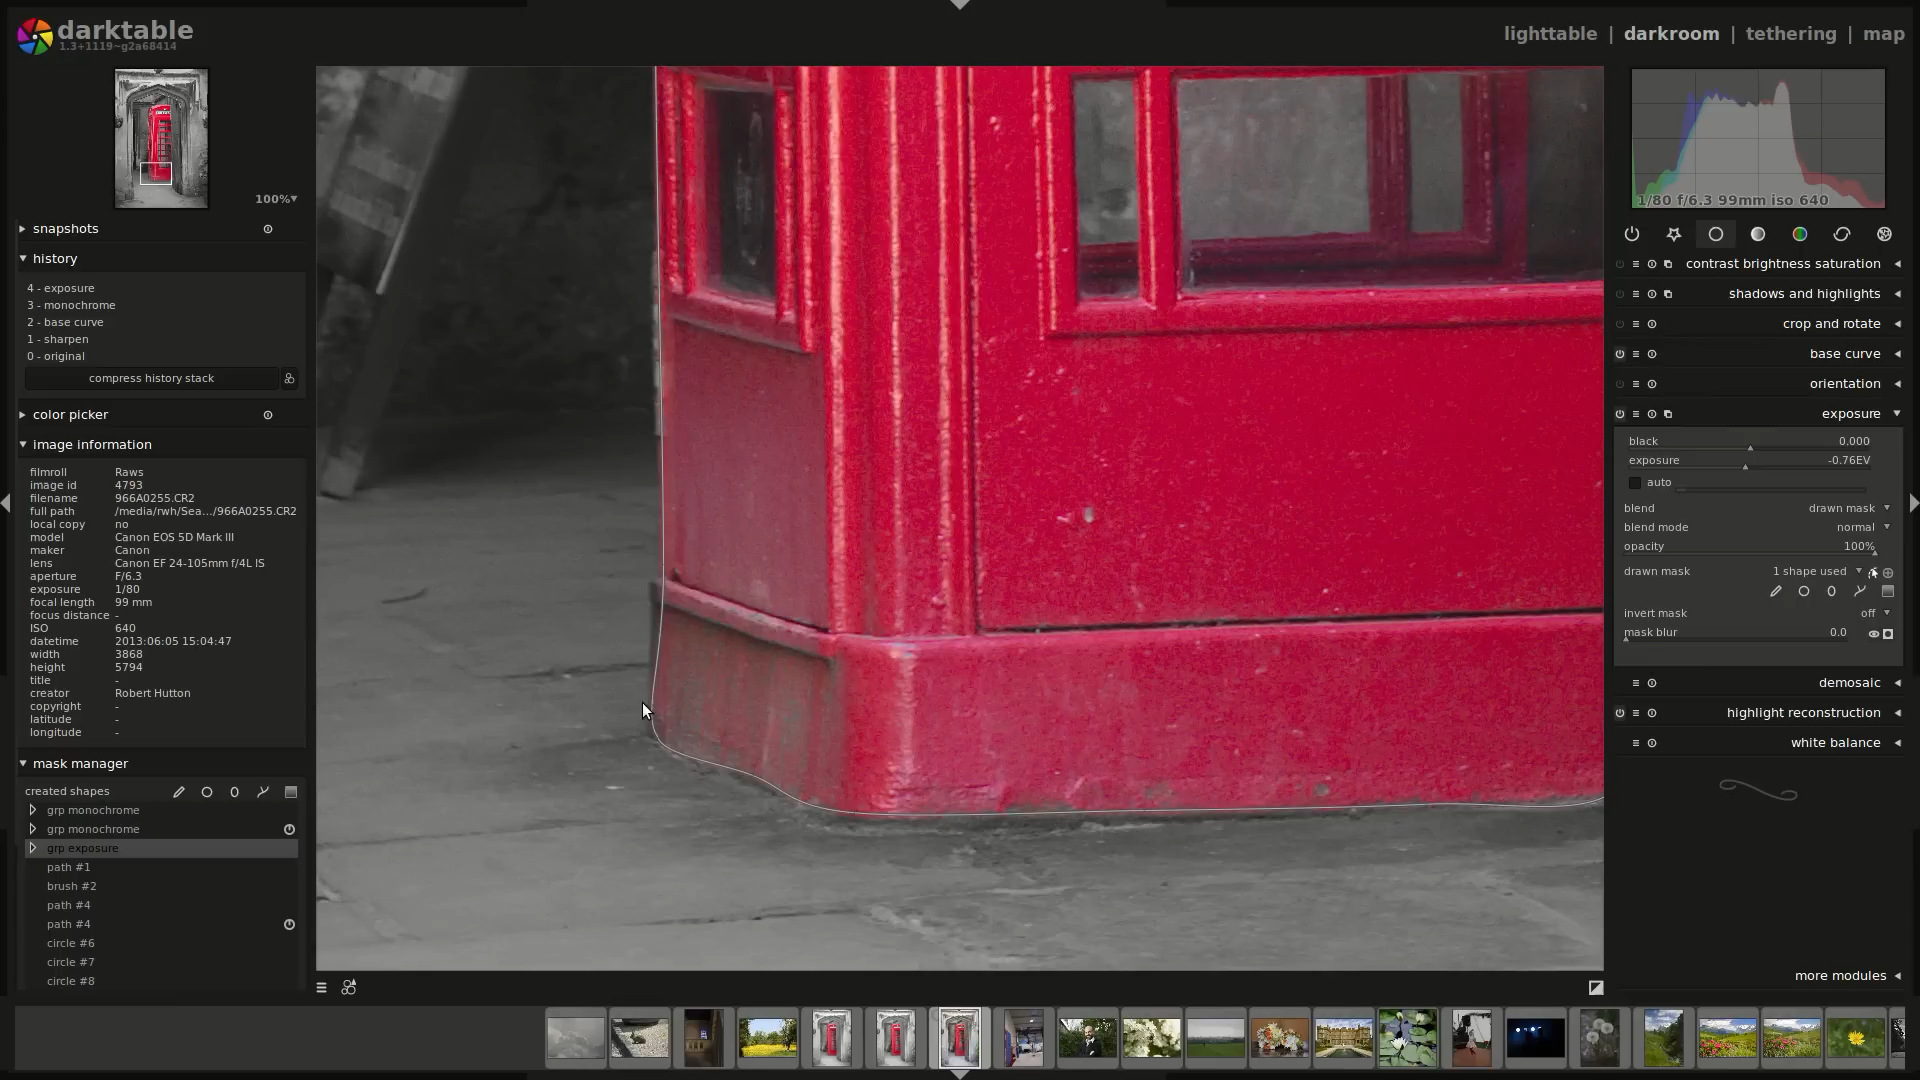 darktable
1.3+1119~g2a68414
lighttable | darkroom | tethering | map
100%
snapshots
history
4 - exposure
3 - monochrome
2 - base curve
1 - sharpen
0 - original
compress history stack
color picker
image information
filmroll Raws
image id 4793
filename 966A0255.CR2
full path /media/rwh/Sea.../966A0255.CR2
local copy no
model Canon EOS 5D Mark III
maker Canon
lens Canon EF 24-105mm f/4L IS
aperture F/6.3
exposure 1/80
focal length 99 mm
focus distance -
ISO 640
datetime 2013:06:05 15:04:47
width 3868
height 5794
title -
creator Robert Hutton
copyright -
latitude -
longitude -
mask manager
created shapes
grp monochrome
grp monochrome
grp exposure
path #1
brush #2
path #4
path #4
circle #6
circle #7
circle #8
1/80 f/6.3 99mm iso 640
contrast brightness saturation
shadows and highlights
crop and rotate
base curve
orientation
exposure
black 0.000
exposure -0.76EV
auto
blend drawn mask
blend mode normal
opacity 100%
drawn mask 1 shape used
invert mask off
mask blur 0.0
demosaic
highlight reconstruction
white balance
more modules